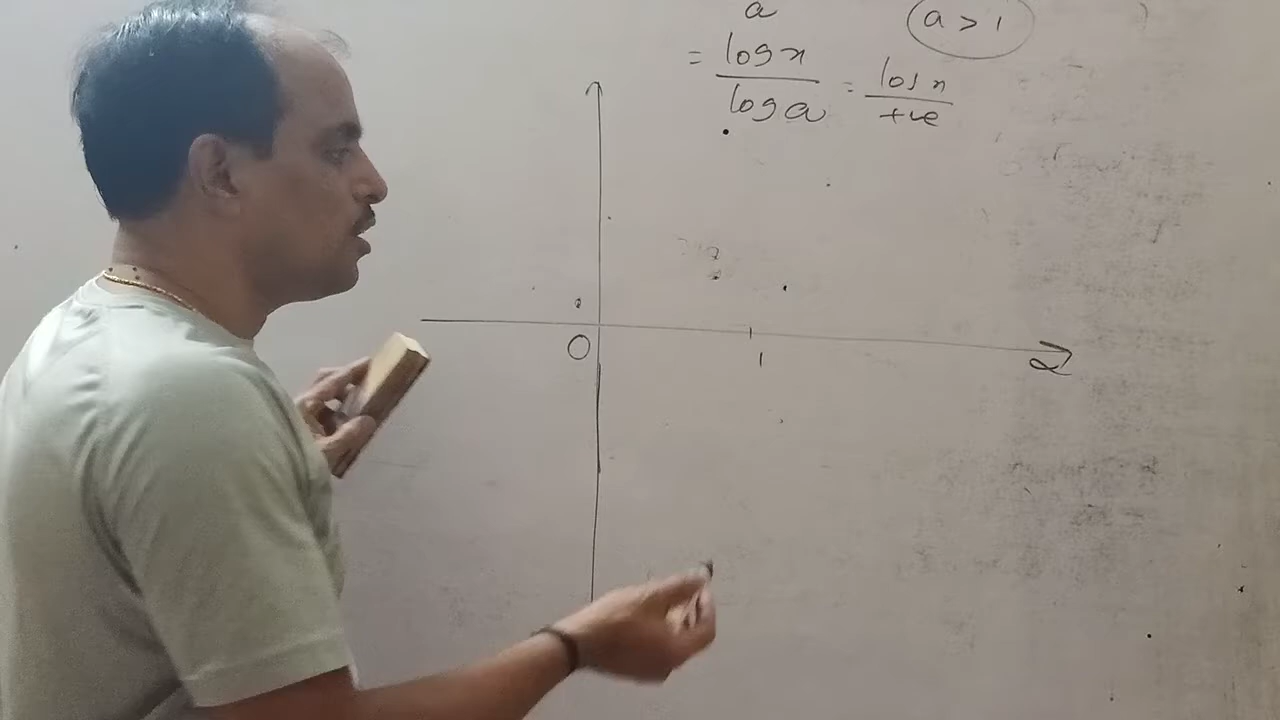 a a > 1
= log x / log a = log x / +ve
O 1 x